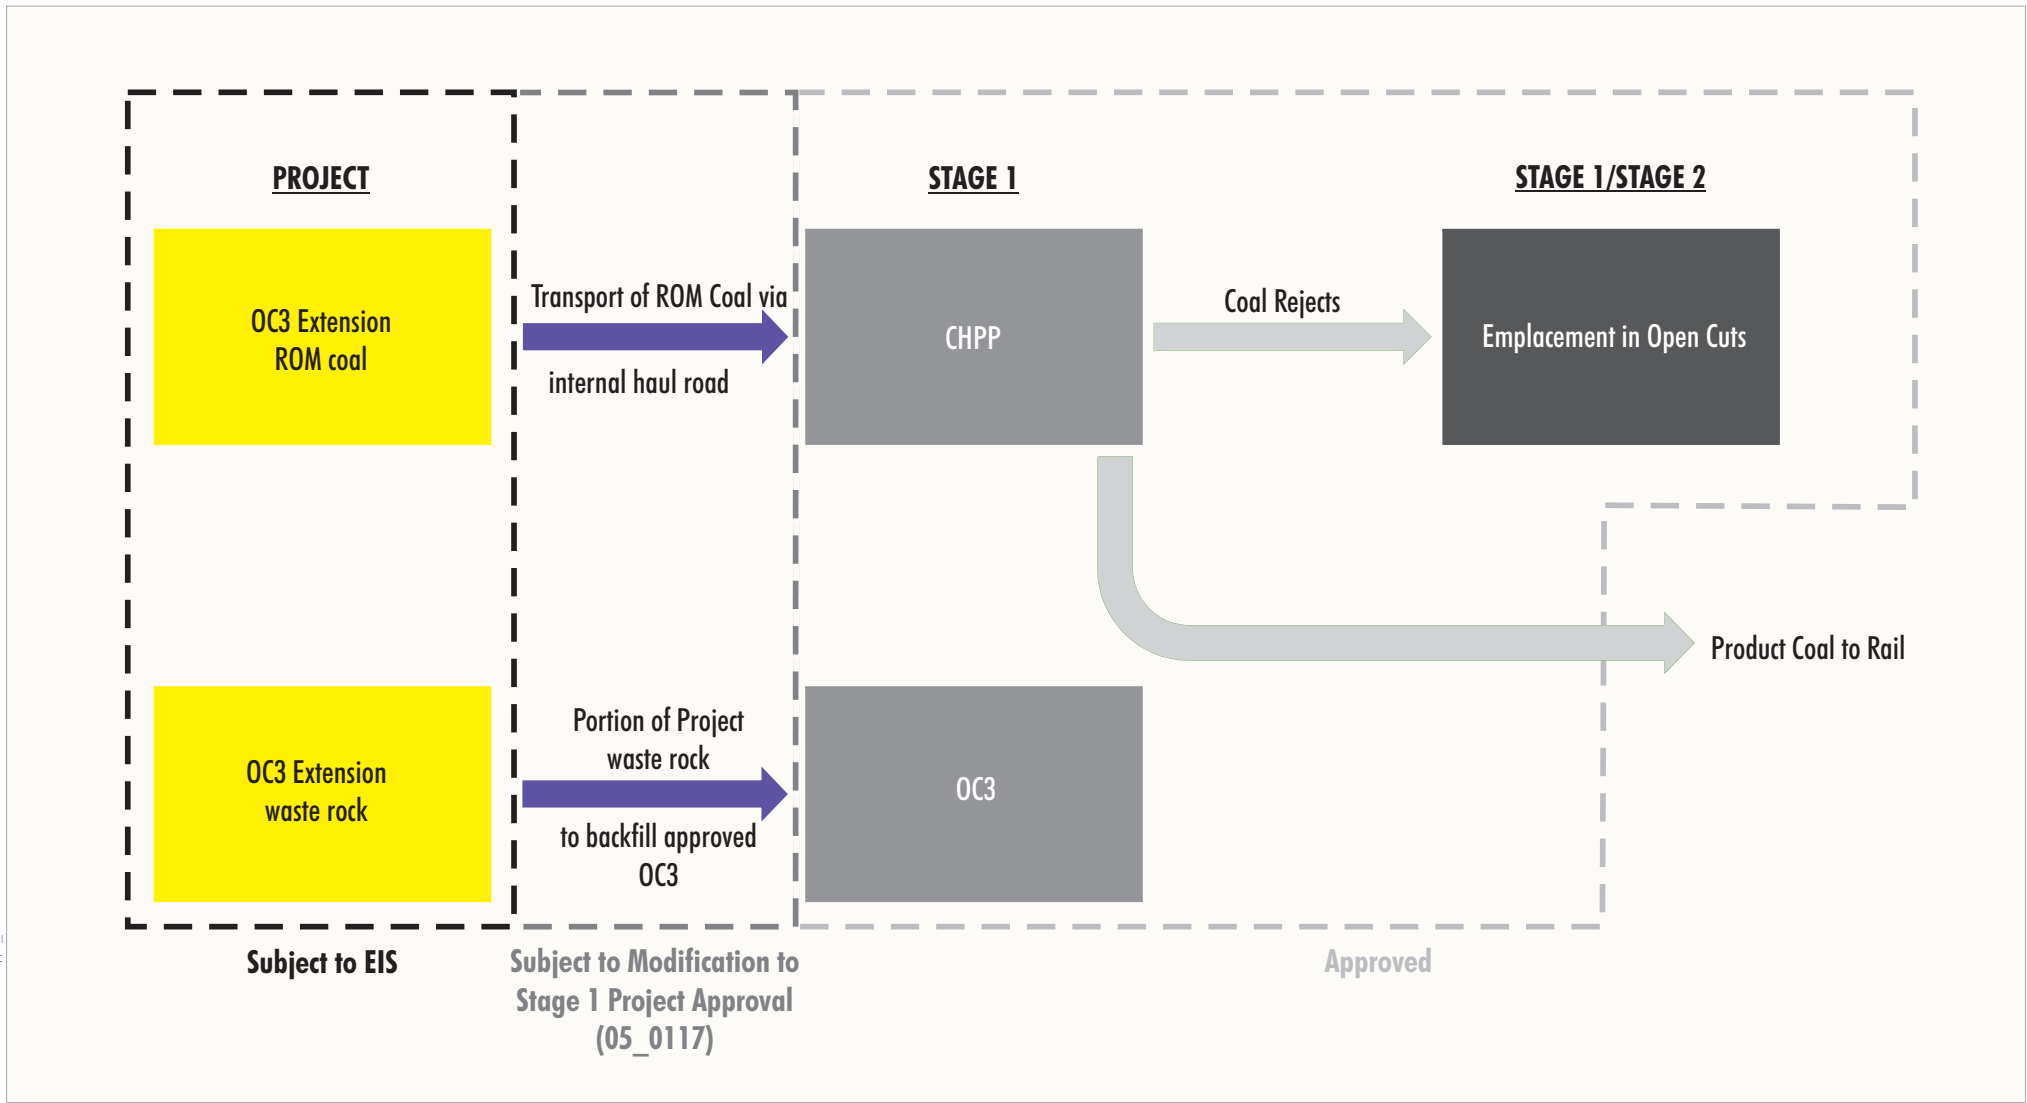 PROJECT
STAGE 1
STAGE 1/STAGE 2
OC3 Extension
ROM coal
Transport of ROM Coal via
internal haul road
CHPP
Coal Rejects
Emplacement in Open Cuts
Product Coal to Rail
OC3 Extension
waste rock
Portion of Project
waste rock
to backfill approved
OC3
OC3
Subject to EIS
Subject to Modification to
Stage 1 Project Approval
(05_0117)
Approved